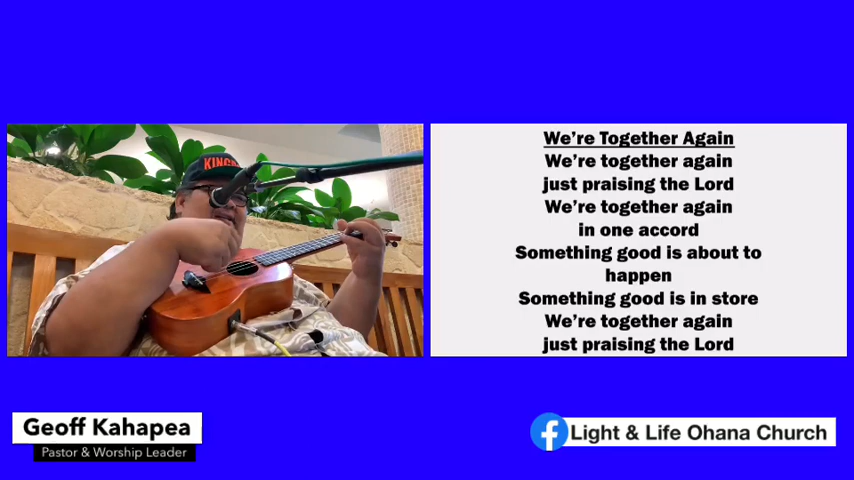 We're Together Again
We're together again
just praising the Lord
We're together again
in one accord
Something good is about to
happen
Something good is in store
We're together again
just praising the Lord
Geoff Kahapea
Pastor & Worship Leader
Light & Life Ohana Church